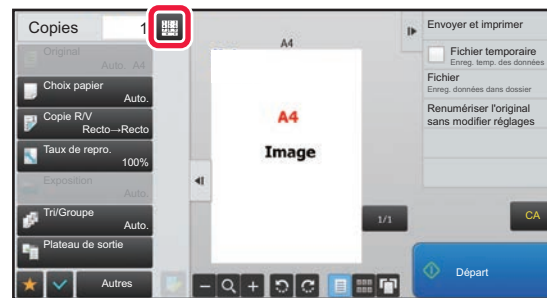 Copies 1
Original
Auto. A4
Choix papier
Auto.
Copie R/V
Recto→Recto
Taux de repro.
100%
Exposition
Auto.
Tri/Groupe
Auto.
Plateau de sortie
Autres
A4
A4
Image
1/1
Envoyer et imprimer
Fichier temporaire
Enreg. temp. des données
Fichier
Enreg. données dans dossier
Renumériser l'original
sans modifier réglages
CA
Départ